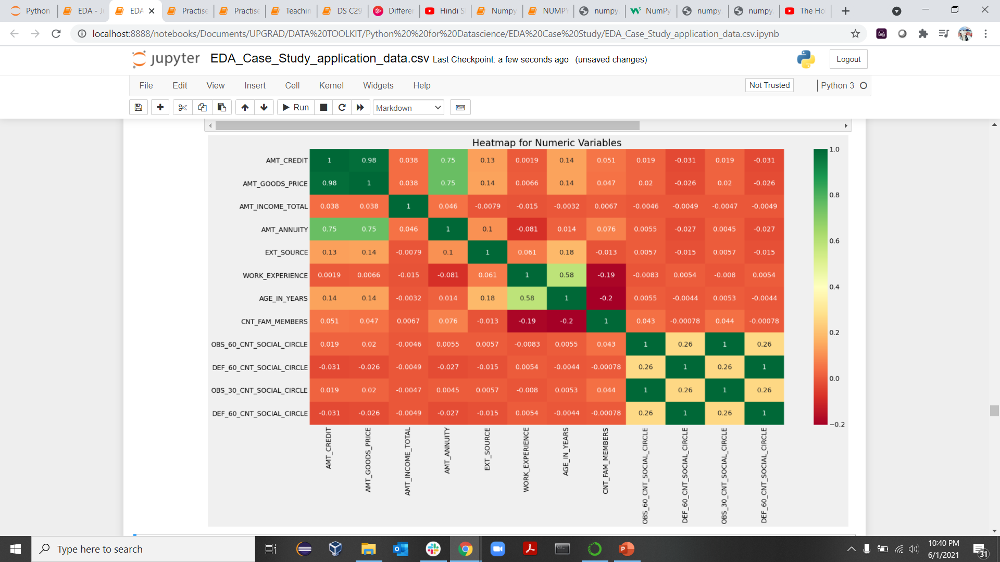 Python
EDA - J
EDA
Practise
Practise
Teachin
DS C29
Differen
Hindi S
Numpy
NUMPY
numpy.
NumPy
numpy.
numpy.
The Ho
localhost:8888/notebooks/Documents/UPGRAD/DATA%20TOOLKIT/Python%20%20for%20Datascience/EDA%20Case%20Study/EDA_Case_Study_application_data.csv.ipynb
jupyter EDA_Case_Study_application_data.csv Last Checkpoint: a few seconds ago (unsaved changes)
Logout
File Edit View Insert Cell Kernel Widgets Help
Not Trusted
Python 3
Run
Markdown
Heatmap for Numeric Variables
AMT_CREDIT 1 0.98 0.038 0.75 0.13 0.0019 0.14 0.051 0.019 -0.031 0.019 -0.031
AMT_GOODS_PRICE 0.98 1 0.038 0.75 0.14 0.0066 0.14 0.047 0.02 -0.026 0.02 -0.026
AMT_INCOME_TOTAL 0.038 0.038 1 0.046 -0.0079 -0.015 -0.0032 0.0067 -0.0046 -0.0049 -0.0047 -0.0049
AMT_ANNUITY 0.75 0.75 0.046 1 0.1 -0.081 0.014 0.076 0.0055 -0.027 0.0045 -0.027
EXT_SOURCE 0.13 0.14 -0.0079 0.1 1 0.061 0.18 -0.013 0.0057 -0.015 0.0057 -0.015
WORK_EXPERIENCE 0.0019 0.0066 -0.015 -0.081 0.061 1 0.58 -0.19 -0.0083 0.0054 -0.008 0.0054
AGE_IN_YEARS 0.14 0.14 -0.0032 0.014 0.18 0.58 1 -0.2 0.0055 -0.0044 0.0053 -0.0044
CNT_FAM_MEMBERS 0.051 0.047 0.0067 0.076 -0.013 -0.19 -0.2 1 0.043 -0.00078 0.044 -0.00078
OBS_60_CNT_SOCIAL_CIRCLE 0.019 0.02 -0.0046 0.0055 0.0057 -0.0083 0.0055 0.043 1 0.26 1 0.26
DEF_60_CNT_SOCIAL_CIRCLE -0.031 -0.026 -0.0049 -0.027 -0.015 0.0054 -0.0044 -0.00078 0.26 1 0.26 1
OBS_30_CNT_SOCIAL_CIRCLE 0.019 0.02 -0.0047 0.0045 0.0057 -0.008 0.0053 0.044 1 0.26 1 0.26
DEF_60_CNT_SOCIAL_CIRCLE -0.031 -0.026 -0.0049 -0.027 -0.015 0.0054 -0.0044 -0.00078 0.26 1 0.26 1
AMT_CREDIT
AMT_GOODS_PRICE
AMT_INCOME_TOTAL
AMT_ANNUITY
EXT_SOURCE
WORK_EXPERIENCE
AGE_IN_YEARS
CNT_FAM_MEMBERS
OBS_60_CNT_SOCIAL_CIRCLE
DEF_60_CNT_SOCIAL_CIRCLE
OBS_30_CNT_SOCIAL_CIRCLE
DEF_60_CNT_SOCIAL_CIRCLE
1.0
0.8
0.6
0.4
0.2
0.0
−0.2
Type here to search
10:40 PM
6/1/2021
31